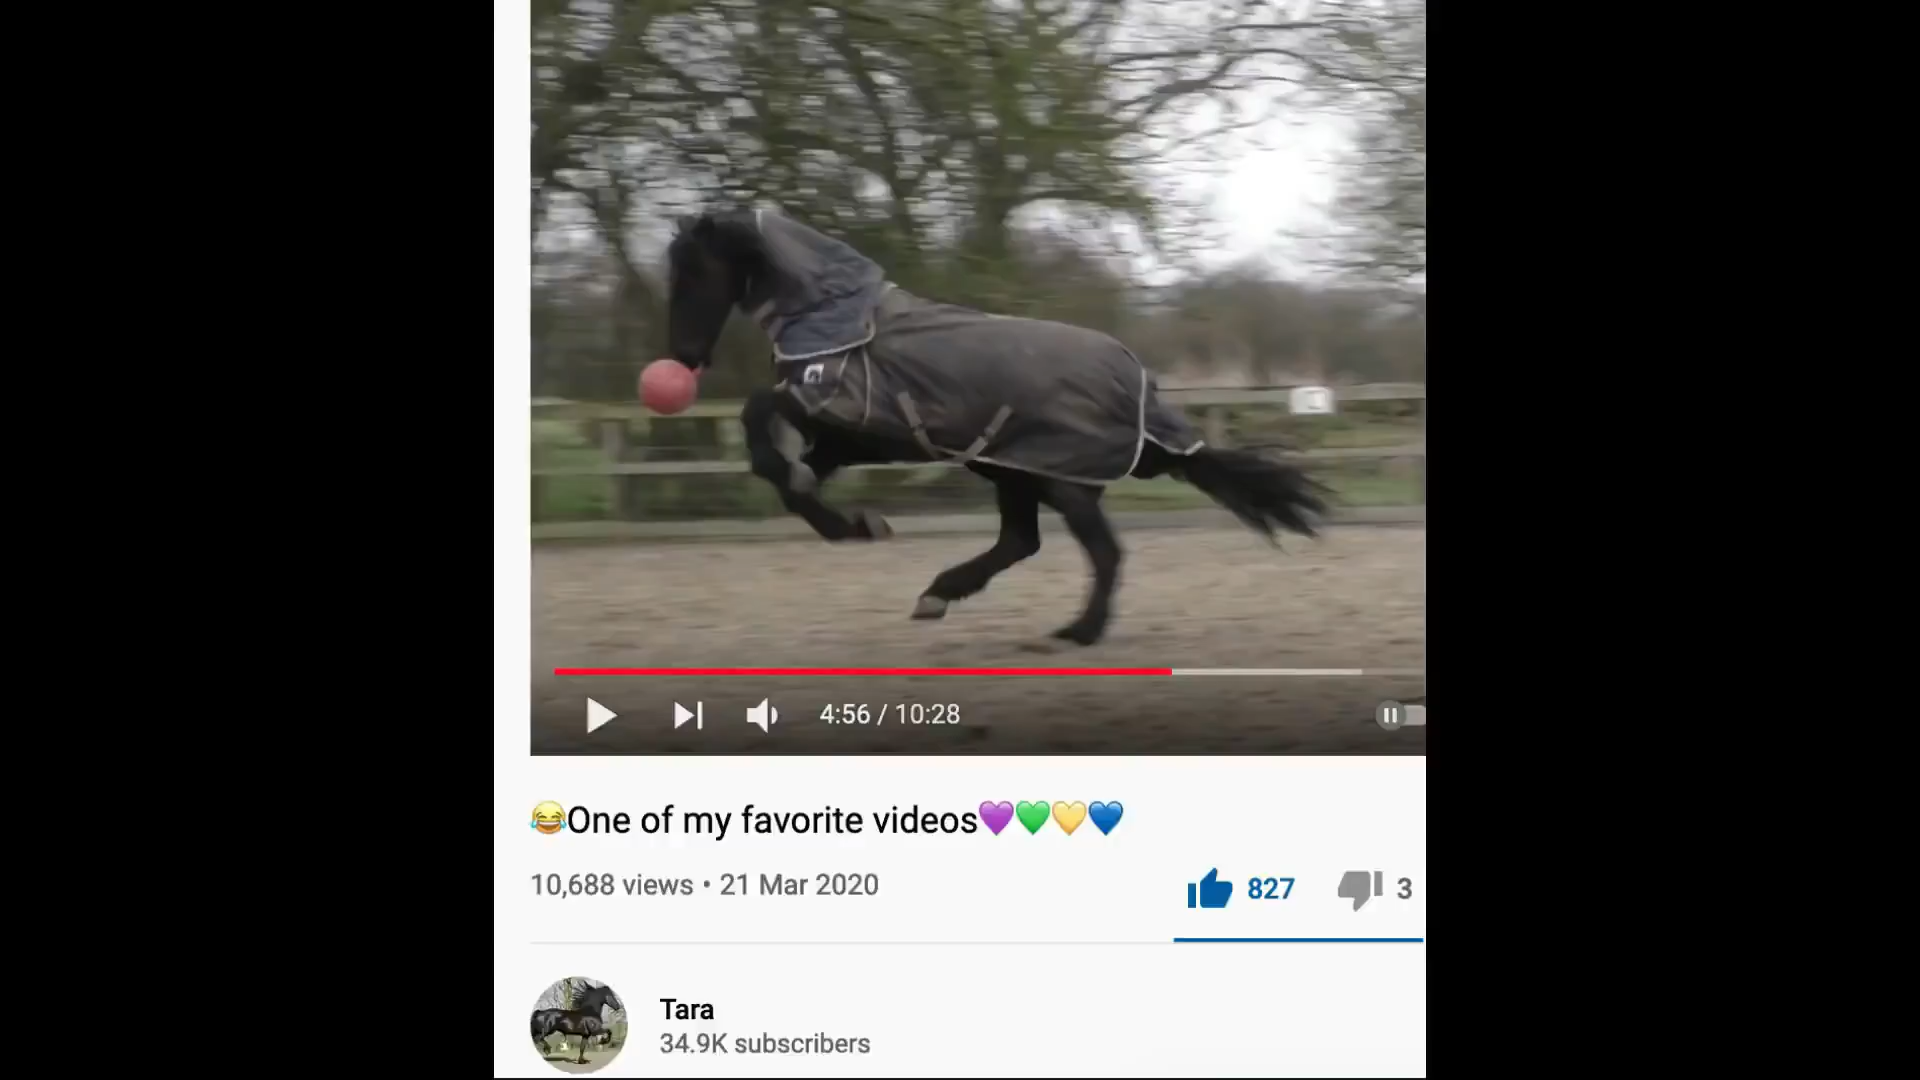 4:56 / 10:28
😂One of my favorite videos💜💚💛💙
10,688 views • 21 Mar 2020
827
3
Tara
34.9K subscribers